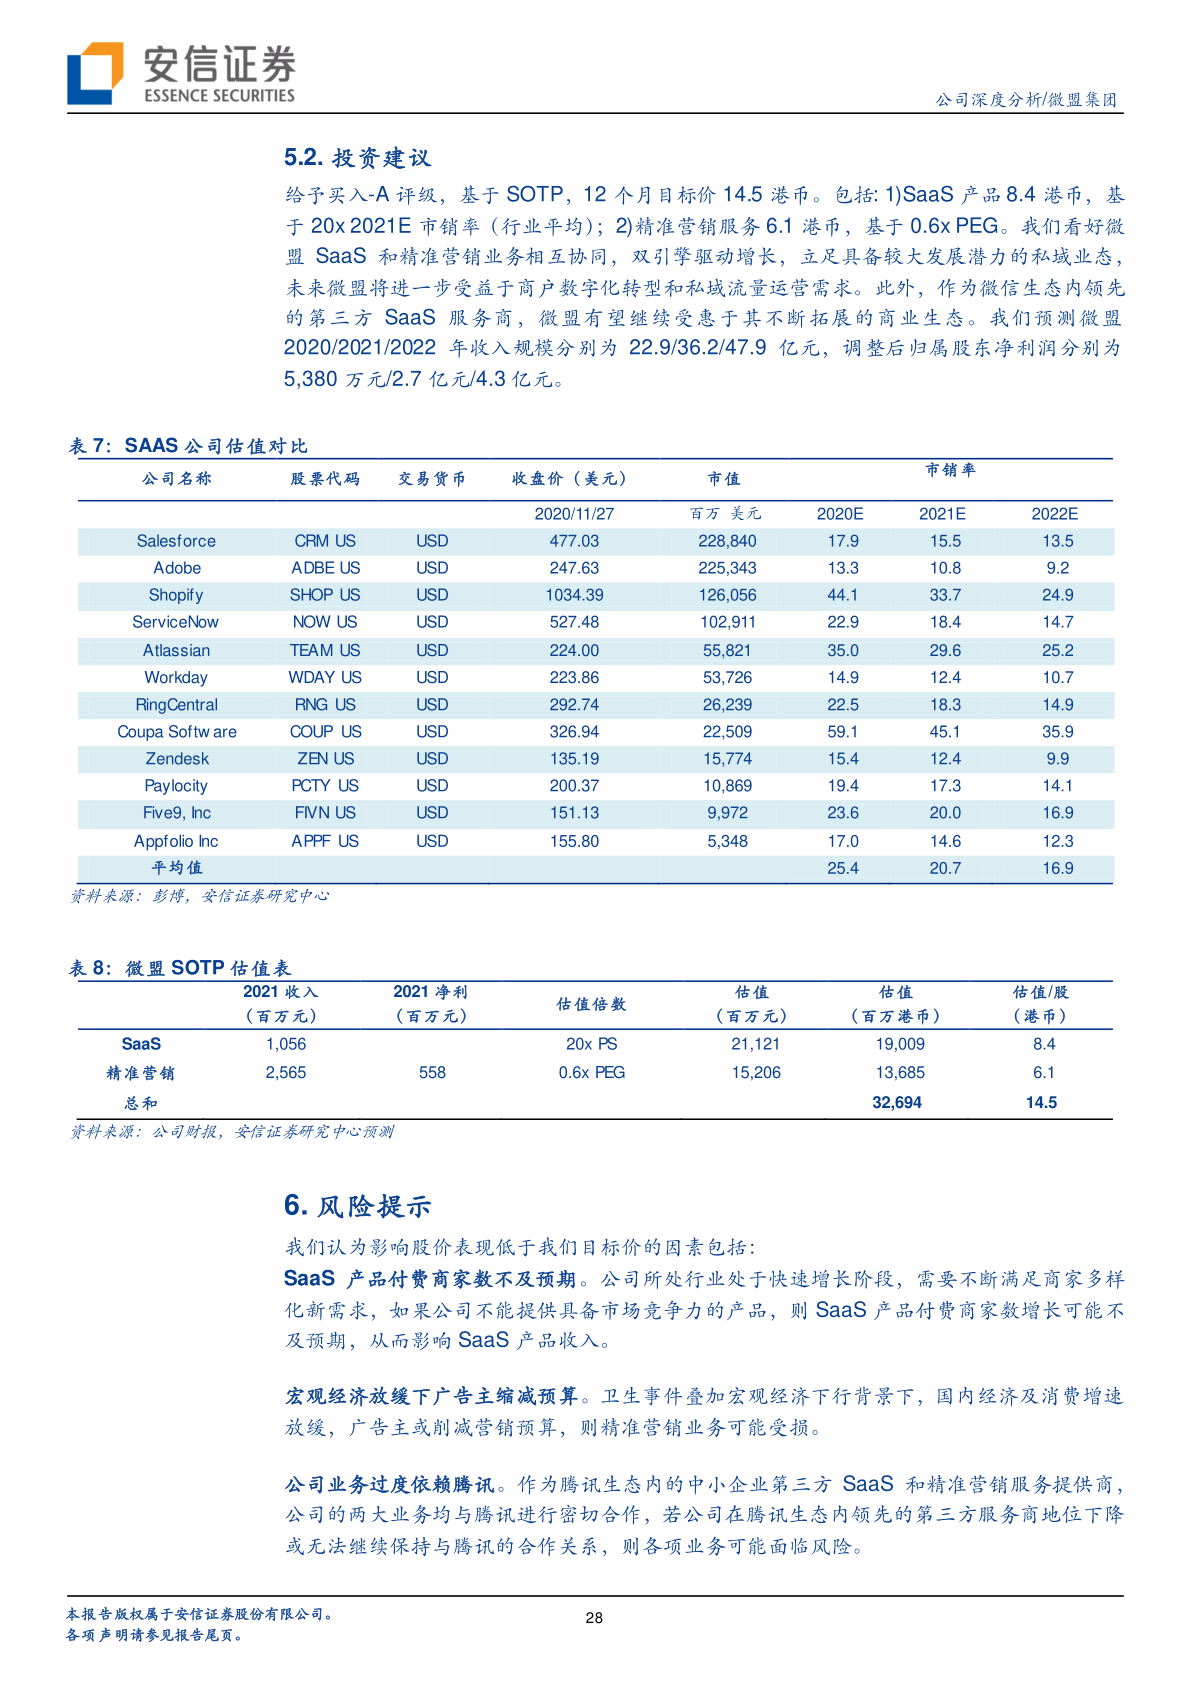 安信证券
ESSENCE SECURITIES
公司深度分析/微盟集团
5.2. 投资建议
给予买入-A 评级，基于 SOTP，12 个月目标价 14.5 港币。包括: 1)SaaS 产品 8.4 港币，基
于 20x 2021E 市销率（行业平均）；2)精准营销服务 6.1 港币，基于 0.6x PEG。我们看好微
盟 SaaS 和精准营销业务相互协同，双引擎驱动增长，立足具备较大发展潜力的私域业态，
未来微盟将进一步受益于商户数字化转型和私域流量运营需求。此外，作为微信生态内领先
的第三方 SaaS 服务商，微盟有望继续受惠于其不断拓展的商业生态。我们预测微盟
2020/2021/2022 年收入规模分别为 22.9/36.2/47.9 亿元，调整后归属股东净利润分别为
5,380 万元/2.7 亿元/4.3 亿元。
表 7：SAAS 公司估值对比
公司名称 股票代码 交易货币 收盘价（美元） 市值 市销率
2020/11/27 百万 美元 2020E 2021E 2022E
Salesforce CRM US USD 477.03 228,840 17.9 15.5 13.5
Adobe ADBE US USD 247.63 225,343 13.3 10.8 9.2
Shopify SHOP US USD 1034.39 126,056 44.1 33.7 24.9
ServiceNow NOW US USD 527.48 102,911 22.9 18.4 14.7
Atlassian TEAM US USD 224.00 55,821 35.0 29.6 25.2
Workday WDAY US USD 223.86 53,726 14.9 12.4 10.7
RingCentral RNG US USD 292.74 26,239 22.5 18.3 14.9
Coupa Software COUP US USD 326.94 22,509 59.1 45.1 35.9
Zendesk ZEN US USD 135.19 15,774 15.4 12.4 9.9
Paylocity PCTY US USD 200.37 10,869 19.4 17.3 14.1
Five9, Inc FIVN US USD 151.13 9,972 23.6 20.0 16.9
Appfolio Inc APPF US USD 155.80 5,348 17.0 14.6 12.3
平均值 25.4 20.7 16.9
资料来源：彭博，安信证券研究中心
表 8：微盟 SOTP 估值表
2021 收入 2021 净利 估值倍数 估值 估值 估值/股
（百万元） （百万元） （百万元） （百万港币） （港币）
SaaS 1,056 20x PS 21,121 19,009 8.4
精准营销 2,565 558 0.6x PEG 15,206 13,685 6.1
总和 32,694 14.5
资料来源：公司财报，安信证券研究中心预测
6. 风险提示
我们认为影响股价表现低于我们目标价的因素包括：
SaaS 产品付费商家数不及预期。公司所处行业处于快速增长阶段，需要不断满足商家多样
化新需求，如果公司不能提供具备市场竞争力的产品，则 SaaS 产品付费商家数增长可能不
及预期，从而影响 SaaS 产品收入。
宏观经济放缓下广告主缩减预算。卫生事件叠加宏观经济下行背景下，国内经济及消费增速
放缓，广告主或削减营销预算，则精准营销业务可能受损。
公司业务过度依赖腾讯。作为腾讯生态内的中小企业第三方 SaaS 和精准营销服务提供商，
公司的两大业务均与腾讯进行密切合作，若公司在腾讯生态内领先的第三方服务商地位下降
或无法继续保持与腾讯的合作关系，则各项业务可能面临风险。
本报告版权属于安信证券股份有限公司。
28
各项声明请参见报告尾页。